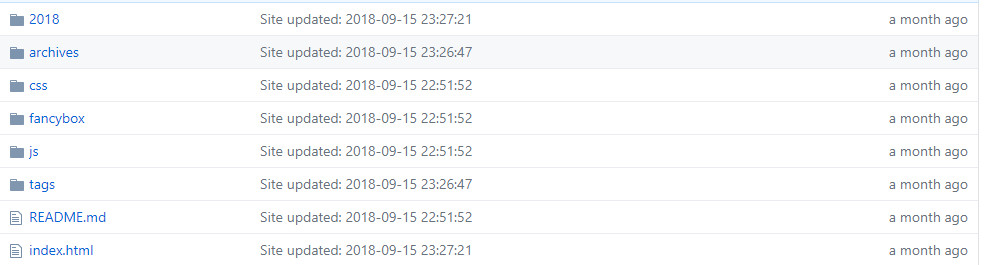 2018 Site updated: 2018-09-15 23:27:21 a month ago
archives Site updated: 2018-09-15 23:26:47 a month ago
css Site updated: 2018-09-15 22:51:52 a month ago
fancybox Site updated: 2018-09-15 22:51:52 a month ago
js Site updated: 2018-09-15 22:51:52 a month ago
tags Site updated: 2018-09-15 23:26:47 a month ago
README.md Site updated: 2018-09-15 22:51:52 a month ago
index.html Site updated: 2018-09-15 23:27:21 a month ago